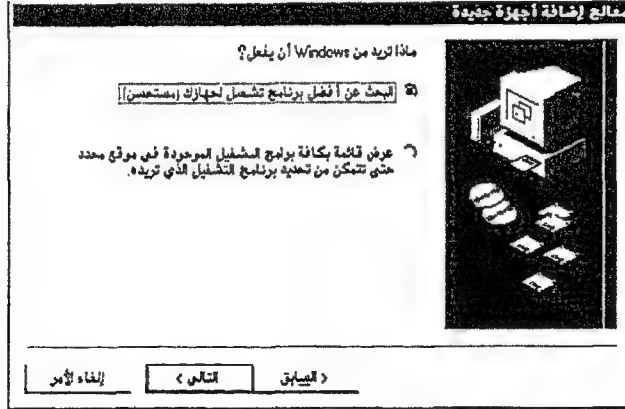 معالج إضافة أجهزة جديدة
ماذا تريد من Windows أن يفعل؟
البحث عن أفضل برنامج تشغيل لجهازك (مستحسن).
عرض قائمة بكافة برامج التشغيل الموجودة في موقع محدد
حتى تتمكن من تحديد برنامج التشغيل الذي تريده.
< السابق
التالي >
إلغاء الأمر